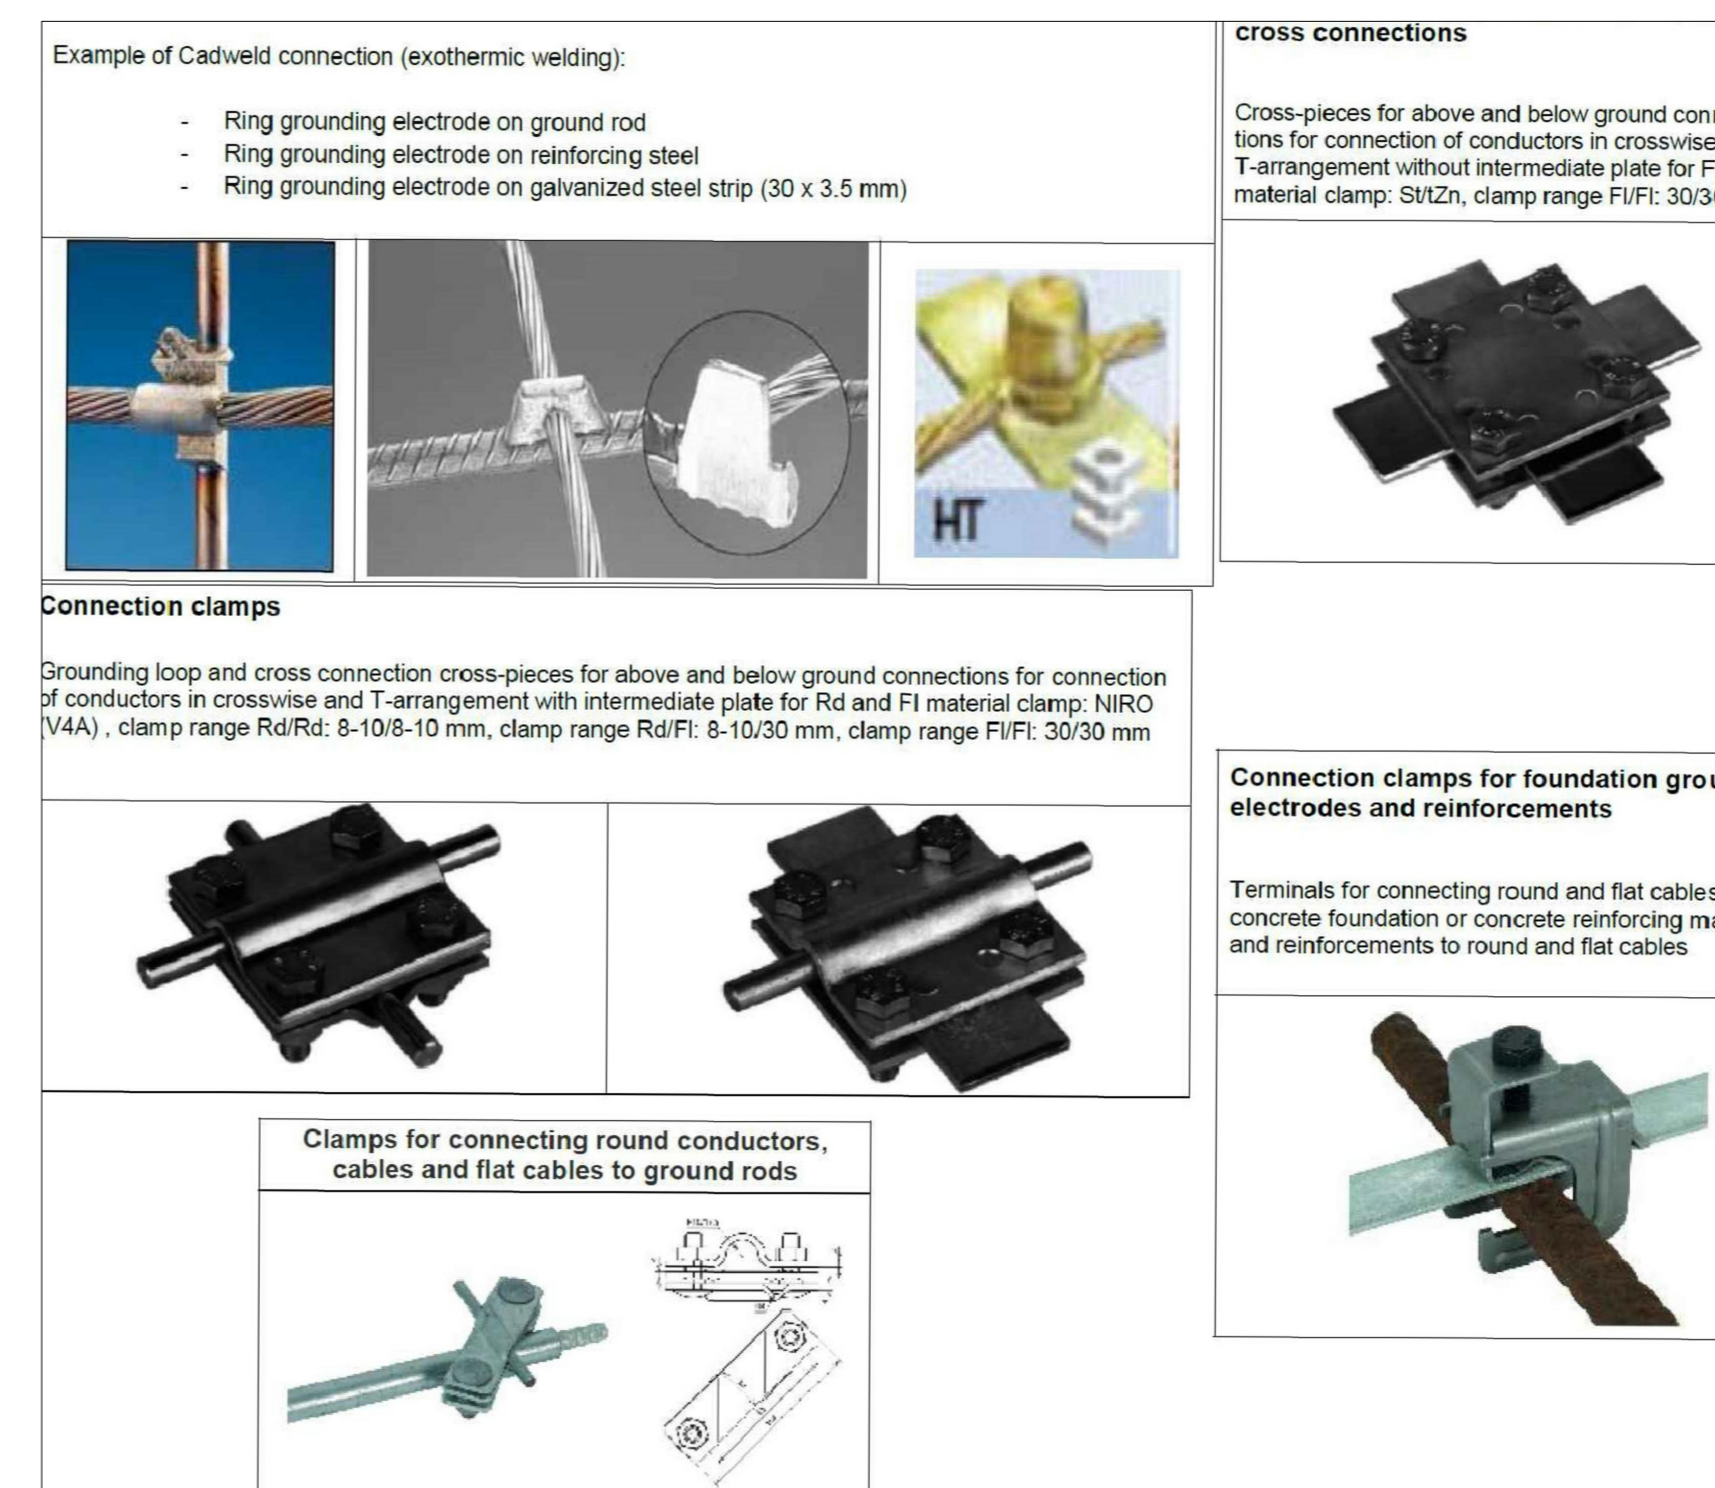 Example of Cadweld connection (exothermic welding):
- Ring grounding electrode on ground rod
- Ring grounding electrode on reinforcing steel
- Ring grounding electrode on galvanized steel strip (30 x 3.5 mm)
HT
cross connections
Cross-pieces for above and below ground
tions for connection of conductors in crosswise
T-arrangement without intermediate plate for
material clamp: St/tZn, clamp range Fl/Fl:
Connection clamps
Grounding loop and cross connection cross-pieces for above and below ground connections for connection
of conductors in crosswise and T-arrangement with intermediate plate for Rd and Fl material clamp: NIRO
(V4A) , clamp range Rd/Rd: 8-10/8-10 mm, clamp range Rd/Fl: 8-10/30 mm, clamp range Fl/Fl: 30/30 mm
Connection clamps for foundation
electrodes and reinforcements
Terminals for connecting round and flat cables
concrete foundation or concrete reinforcing
and reinforcements to round and flat cables
Clamps for connecting round conductors,
cables and flat cables to ground rods